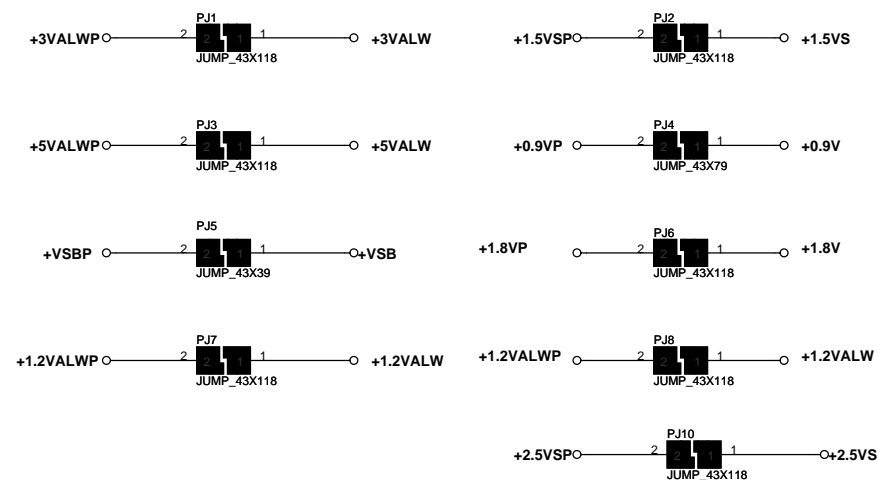 PJ1
+3VALWP 2 2 1 1 +3VALW
JUMP_43X118
PJ2
+1.5VSP 2 2 1 1 +1.5VS
JUMP_43X118
PJ3
+5VALWP 2 2 1 1 +5VALW
JUMP_43X118
PJ4
+0.9VP 2 2 1 1 +0.9V
JUMP_43X79
PJ5
+VSBP 2 2 1 1 +VSB
JUMP_43X39
PJ6
+1.8VP 2 2 1 1 +1.8V
JUMP_43X118
PJ7
+1.2VALWP 2 2 1 1 +1.2VALW
JUMP_43X118
PJ8
+1.2VALWP 2 2 1 1 +1.2VALW
JUMP_43X118
PJ10
+2.5VSP 2 2 1 1 +2.5VS
JUMP_43X118